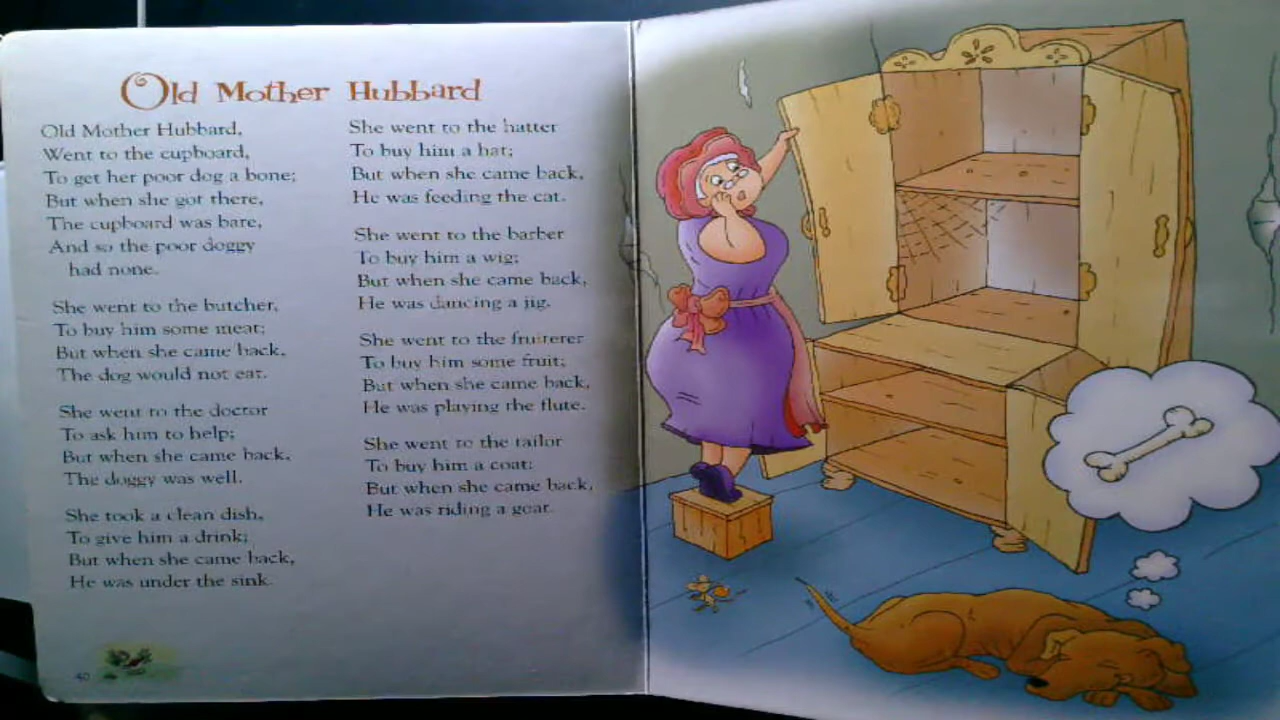 Old Mother Hubbard
Old Mother Hubbard,
Went to the cupboard,
To get her poor dog a bone;
But when she got there,
The cupboard was bare,
And so the poor doggy
had none.
She went to the butcher,
To buy him some meat;
But when she came back,
The dog would not eat.
She went to the doctor
To ask him to help;
But when she came back,
The doggy was well.
She took a clean dish,
To give him a drink;
But when she came back,
He was under the sink.
She went to the hatter
To buy him a hat;
But when she came back,
He was feeding the cat.
She went to the barber
To buy him a wig;
But when she came back,
He was dancing a jig.
She went to the fruiterer
To buy him some fruit;
But when she came back,
He was playing the flute.
She went to the tailor
To buy him a coat;
But when she came back,
He was riding a goat.
40